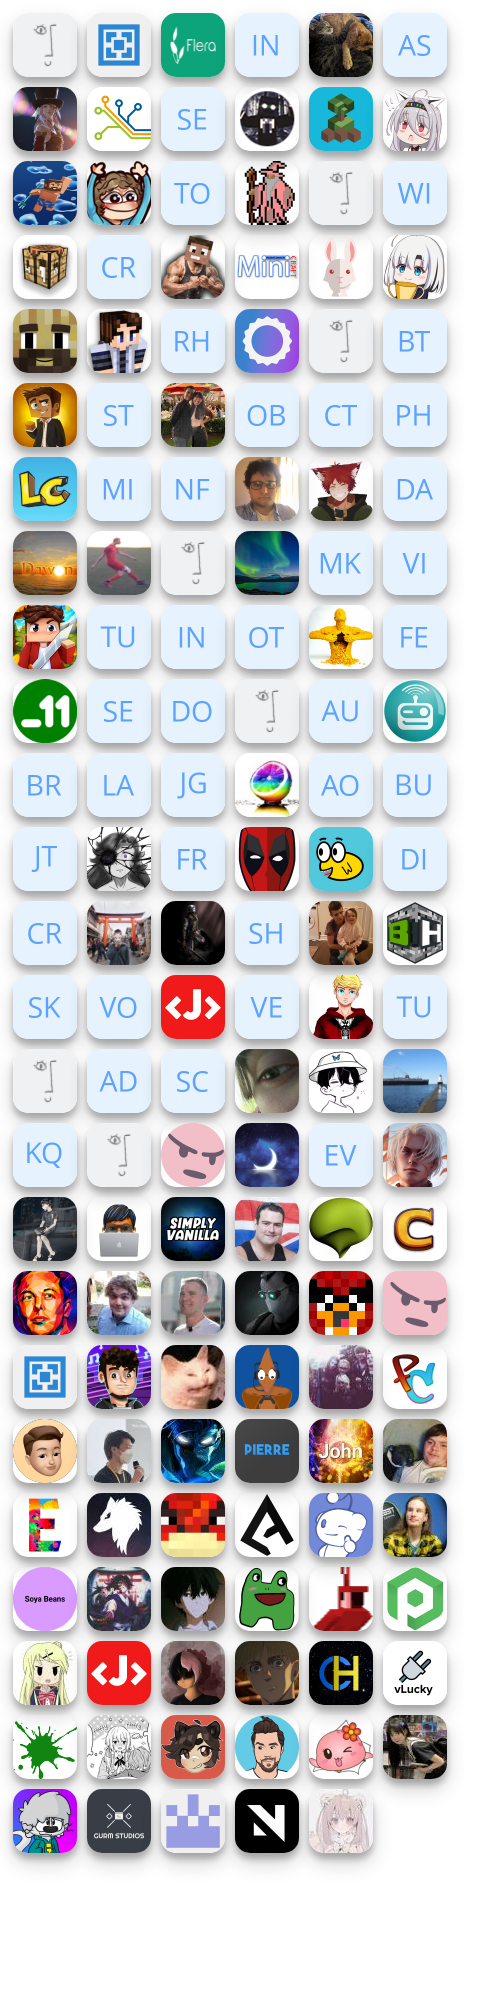 Flera IN AS
SE
TO WI
CR Mini CRAFT
RH BT
ST OB CT PH
LC MI NF DA
Dawn MK VI
TU IN OT FE
_11 SE DO AU
BR LA JG AO BU
JT FR DI
CR SH BH
SK VO <J> VE TU
AD SC
KQ EV
SIMPLY VANILLA C
PC
PIERRE John
E
Soya Beans
<J> CH vLucky
GURM STUDIOS N